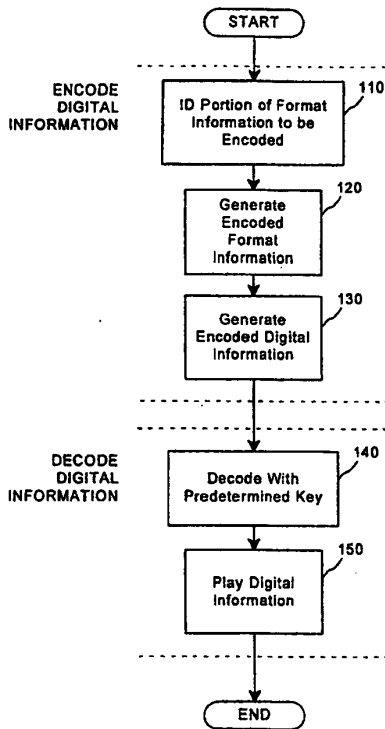 START
ENCODE
DIGITAL
INFORMATION
110
ID Portion of Format
Information to be
Encoded
120
Generate
Encoded
Format
Information
130
Generate
Encoded Digital
Information
DECODE
DIGITAL
INFORMATION
140
Decode With
Predetermined Key
150
Play Digital
Information
END